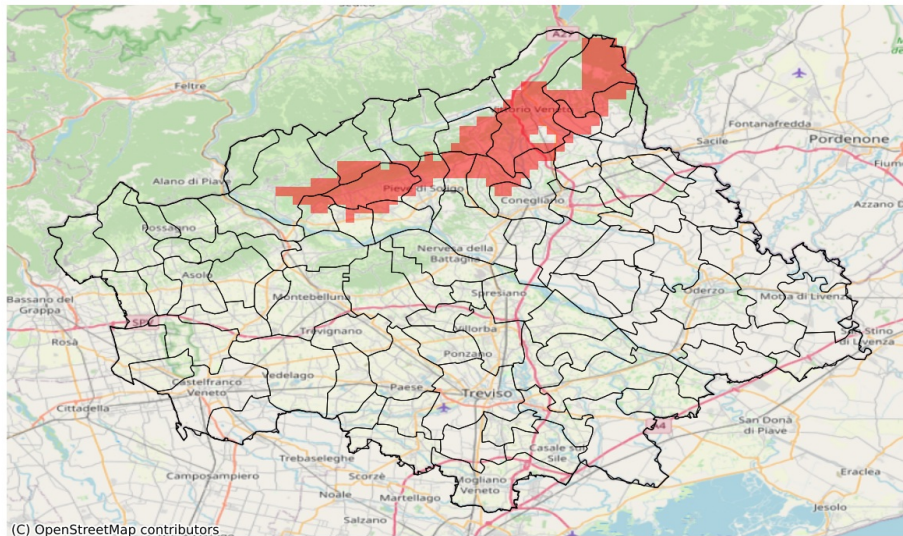 A27
Feltre
Vittorio Veneto
Fontanafredda
Pordenone
Sacile
Fiume
Alano di Piave
Pieve di Soligo
Conegliano
Azzano D
Possagno
Nervesa della
Battaglia
Asolo
Bassano del
Grappa
Montebelluna
Spresiano
Oderzo
Motta di Livenza
SPV
Rosà
Trevignano
Villorba
Ponzano
Castelfranco
Veneto
Vedelago
Paese
Treviso
Cittadella
A4
San Donà
di Piave
Trebaseleghe
Casale sul
Sile
Camposampiero
Scorzè
Mogliano
Veneto
Eraclea
Noale
Martellago
Jesolo
Salzano
(C) OpenStreetMap contributors